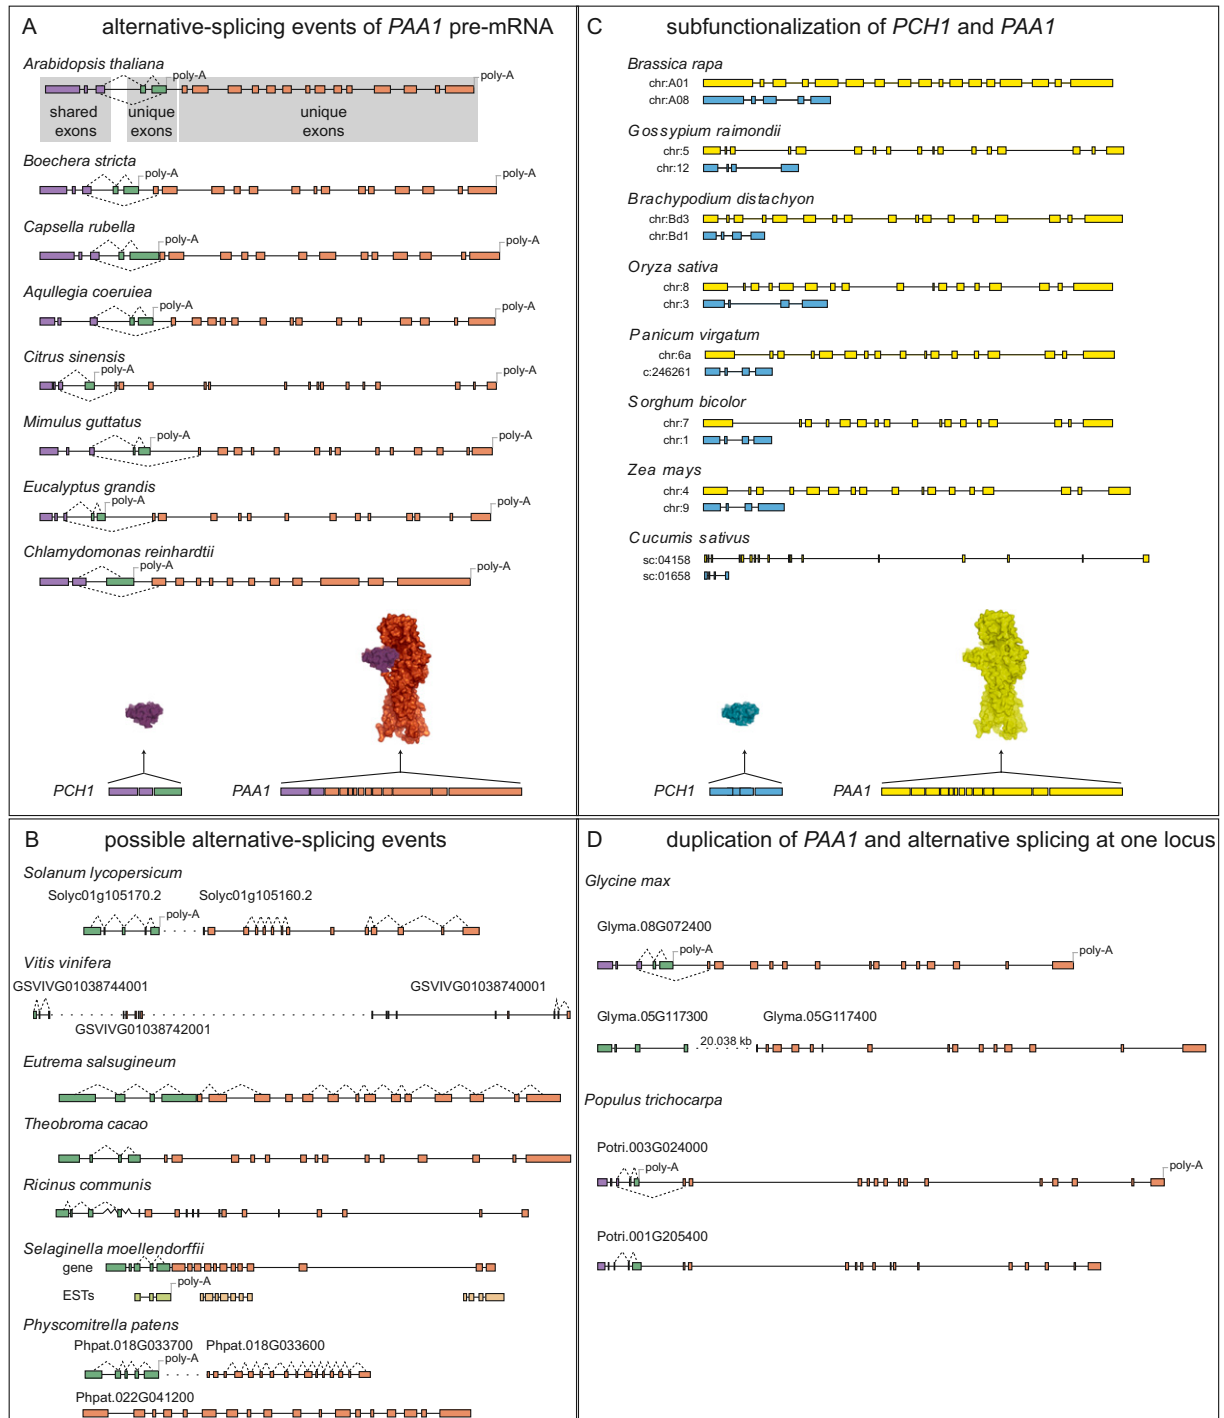 A alternative-splicing events of PAA1 pre-mRNA
Arabidopsis thaliana
poly-A
poly-A
shared exons
unique exons
unique exons
Boechera stricta
poly-A
poly-A
Capsella rubella
poly-A
poly-A
Aqullegia coeruiea
poly-A
poly-A
Citrus sinensis
poly-A
poly-A
Mimulus guttatus
poly-A
poly-A
Eucalyptus grandis
poly-A
poly-A
Chlamydomonas reinhardtii
poly-A
PCH1
PAA1
B possible alternative-splicing events
Solanum lycopersicum
Solyc01g105170.2 Solyc01g105160.2
poly-A
Vitis vinifera
GSVIVG01038744001 GSVIVG01038740001
GSVIVG01038742001
Eutrema salsugineum
Theobroma cacao
Ricinus communis
Selaginella moellendorffii
gene
poly-A
ESTs
Physcomitrella patens
Phpat.018G033700 Phpat.018G033600
poly-A
Phpat.022G041200
C subfunctionalization of PCH1 and PAA1
Brassica rapa
chr:A01
chr:A08
Gossypium raimondii
chr:5
chr:12
Brachypodium distachyon
chr:Bd3
chr:Bd1
Oryza sativa
chr:8
chr:3
Panicum virgatum
chr:6a
c:246261
Sorghum bicolor
chr:7
chr:1
Zea mays
chr:4
chr:9
Cucumis sativus
sc:04158
sc:01658
PCH1
PAA1
D duplication of PAA1 and alternative splicing at one locus
Glycine max
Glyma.08G072400
poly-A
poly-A
Glyma.05G117300 Glyma.05G117400
20.038 kb
Populus trichocarpa
Potri.003G024000
poly-A
poly-A
Potri.001G205400